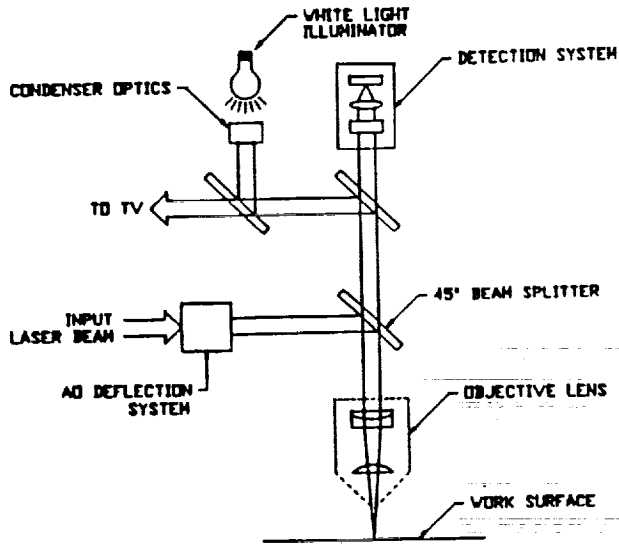 WHITE LIGHT
ILLUMINATOR
DETECTION SYSTEM
CONDENSER OPTICS
TO TV
45° BEAM SPLITTER
INPUT
LASER BEAM
AO DEFLECTION
SYSTEM
OBJECTIVE LENS
WORK SURFACE